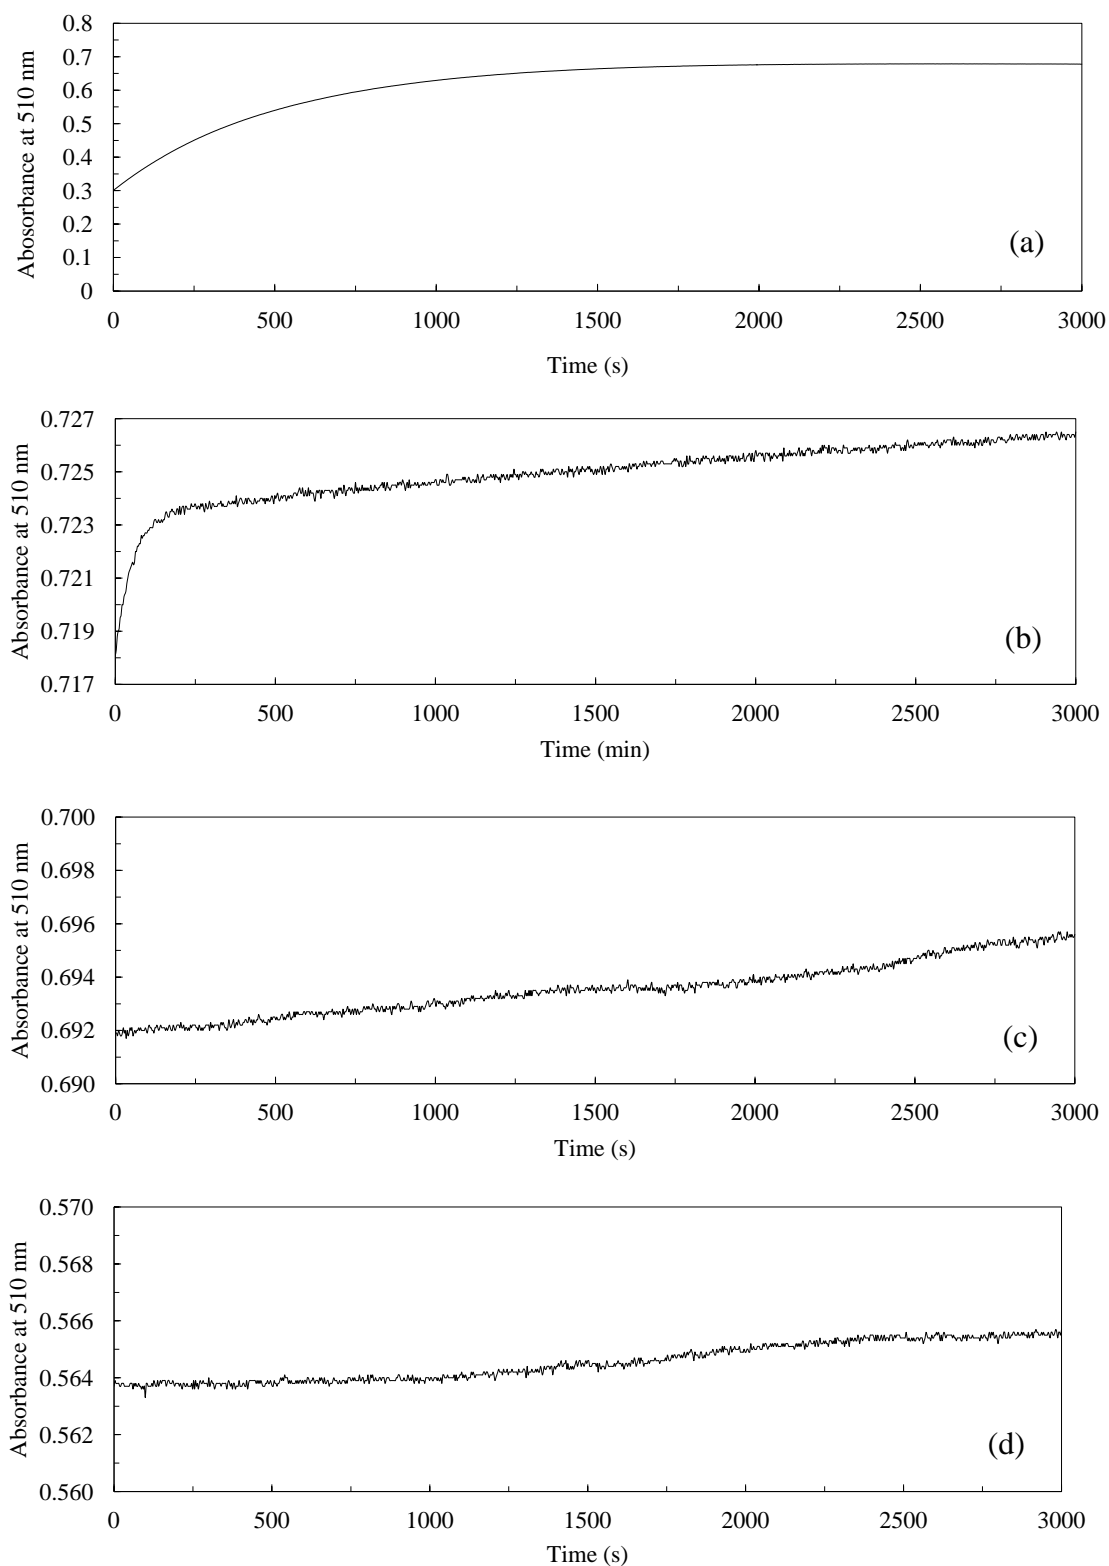 0.8
0.7
0.6
0.5
0.4
0.3
0.2
0.1
0
Abosorbance at 510 nm
(a)
0 500 1000 1500 2000 2500 3000
Time (s)
0.727
0.725
0.723
0.721
0.719
0.717
Absorbance at 510 nm
(b)
0 500 1000 1500 2000 2500 3000
Time (min)
0.700
0.698
0.696
0.694
0.692
0.690
Absorbance at 510 nm
(c)
0 500 1000 1500 2000 2500 3000
Time (s)
0.570
0.568
0.566
0.564
0.562
0.560
Absorbance at 510 nm
(d)
0 500 1000 1500 2000 2500 3000
Time (s)